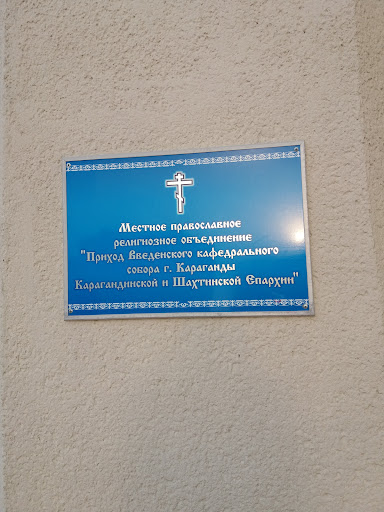 Местное православное
религиозное объединение
"Приход Введенского кафедрального
собора г. Караганды
Карагандинской и Шахтинской Епархии"